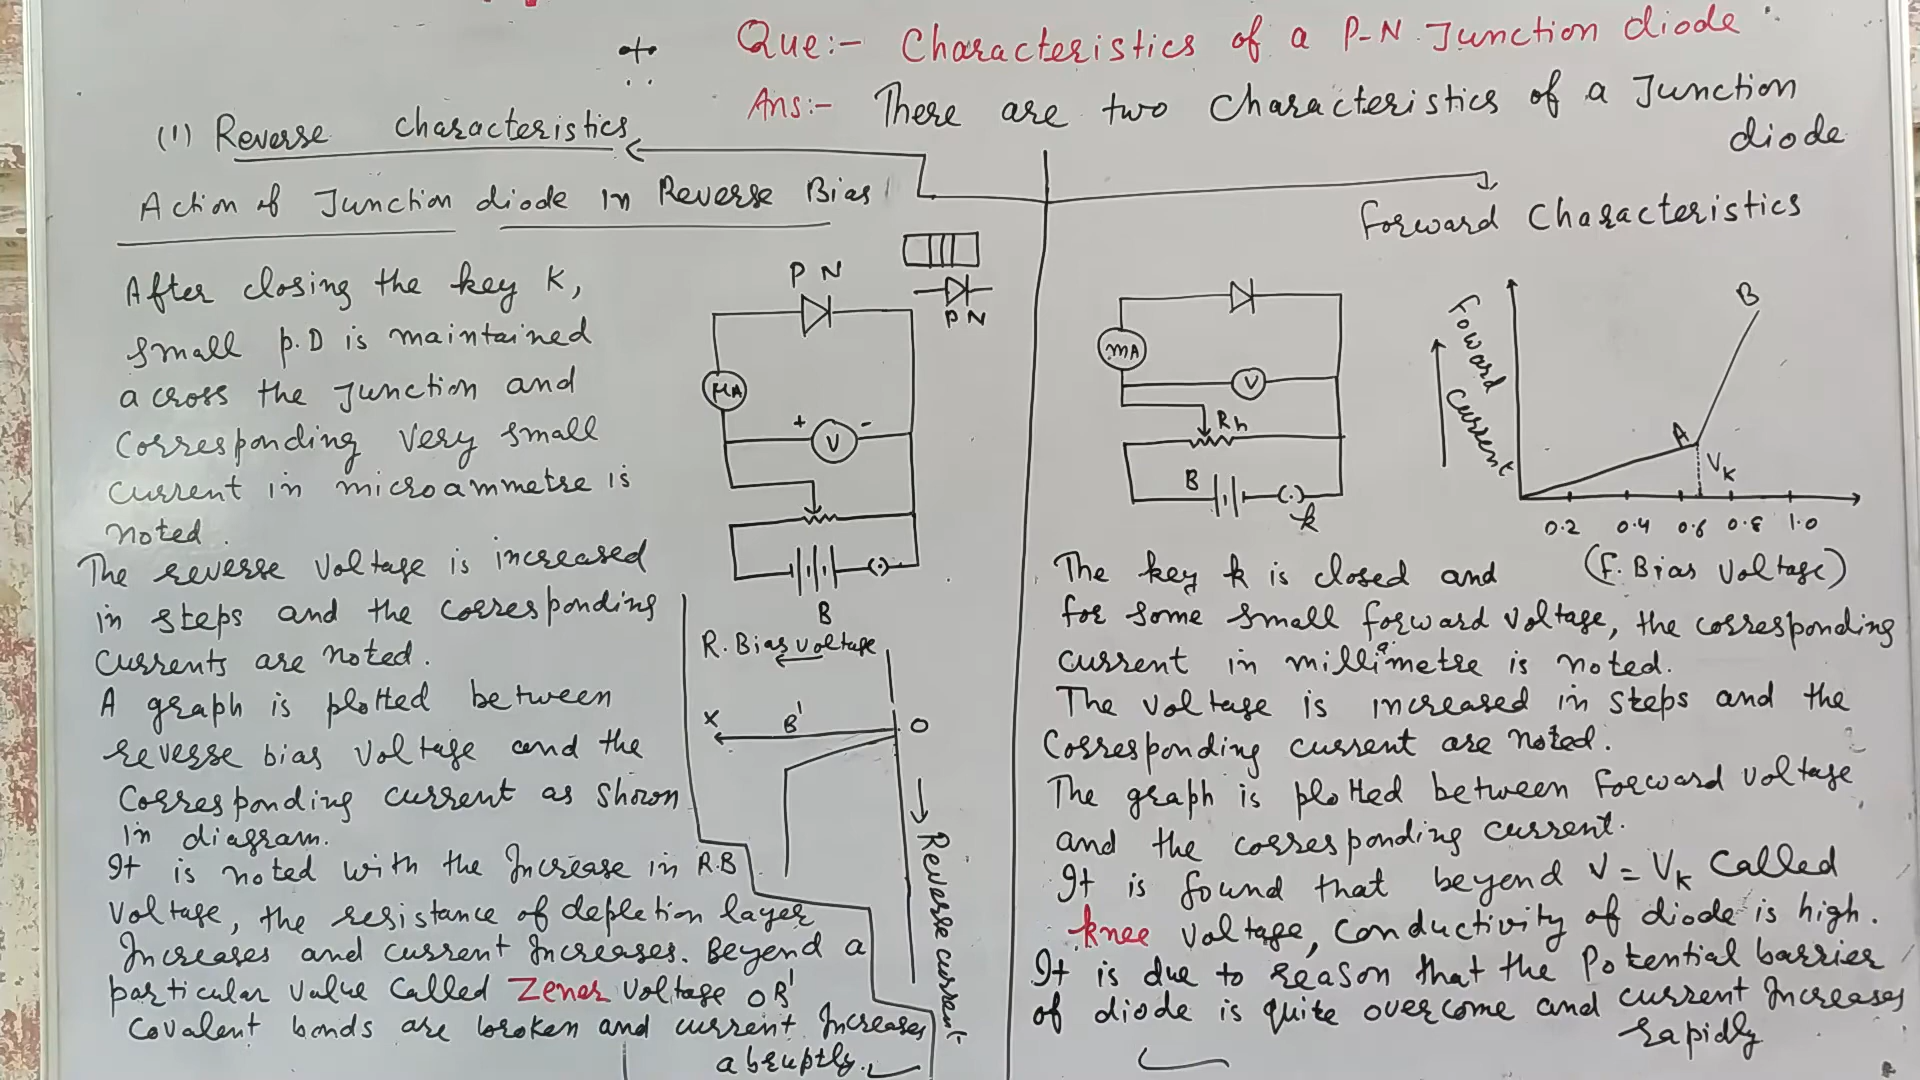 Que:- Characteristics of a P-N Junction diode
Ans:- There are two Characteristics of a Junction
diode
(1) Reverse characteristics
Action of Junction diode in Reverse Bias
After closing the key K,
small p.D is maintained
across the Junction and
Corresponding very small
current in microammetre is
noted.
The reverse voltage is increased
in steps and the corresponding
currents are noted.
A graph is plotted between
reverse bias voltage and the
Corresponding current as shown
in diagram.
It is noted with the Increase in R.B
Voltage, the resistance of depletion layer
Increases and current Increases. Beyend a
particular value called Zener voltage OB'
Covalent bonds are broken and current Increases
abruptly.
P N
P N
μA
+ V -
B
R. Bias voltage
X B' O
Reverse current
Forward Characteristics
mA
V
Rh
B
k
Foward current
B
A
VK
0.2 0.4 0.6 0.8 1.0
(F. Bias Voltage)
The key k is closed and
for some small forward voltage, the corresponding
current in milliametre is noted.
The voltage is increased in steps and the
Corresponding current are noted.
The graph is plotted between forward voltage
and the corresponding current.
It is found that beyend V = VK Called
knee voltage, conductivity of diode is high.
It is due to reason that the Potential barrier
of diode is quite overcome and current Increases
rapidly